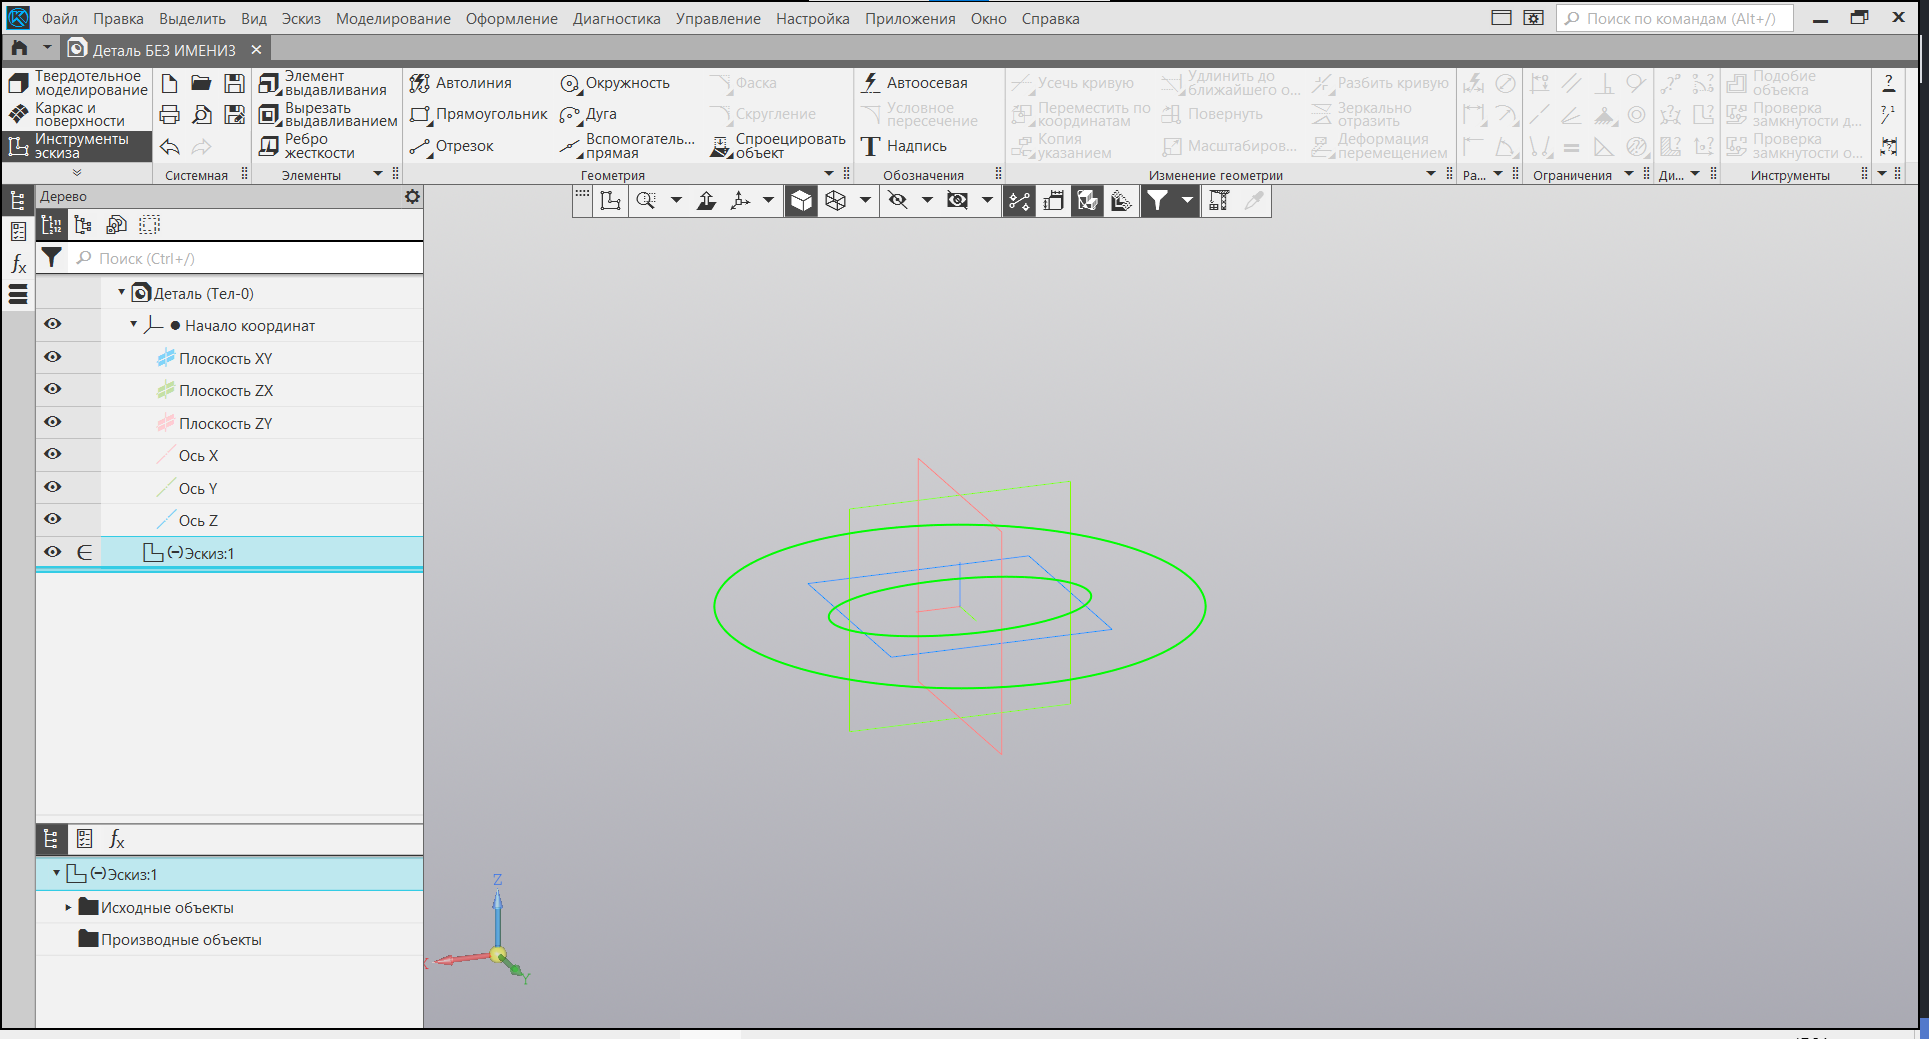 Файл Правка Выделить Вид Эскиз Моделирование Оформление Диагностика Управление Настройка Приложения Окно Справка Поиск по командам (Alt+/)
Деталь БЕЗ ИМЕНИ3
Твердотельное моделирование
Каркас и поверхности
Инструменты эскиза
Системная
Элемент выдавливания
Вырезать выдавливанием
Ребро жесткости
Элементы
Автолиния
Окружность
Фаска
Прямоугольник
Дуга
Скругление
Отрезок
Вспомогатель... прямая
Спроецировать объект
Геометрия
Автоосевая
Условное пересечение
Надпись
Обозначения
Усечь кривую
Удлинить до ближайшего о...
Разбить кривую
Переместить по координатам
Повернуть
Зеркально отразить
Копия указанием
Масштабиров...
Деформация перемещением
Изменение геометрии
Ра...
Ограничения
Ди...
Подобие объекта
Проверка замкнутости д...
Проверка замкнутости о...
Инструменты
Дерево
Поиск (Ctrl+/)
Деталь (Тел-0)
Начало координат
Плоскость XY
Плоскость ZX
Плоскость ZY
Ось X
Ось Y
Ось Z
(-)Эскиз:1
(-)Эскиз:1
Исходные объекты
Производные объекты
Z
X
Y